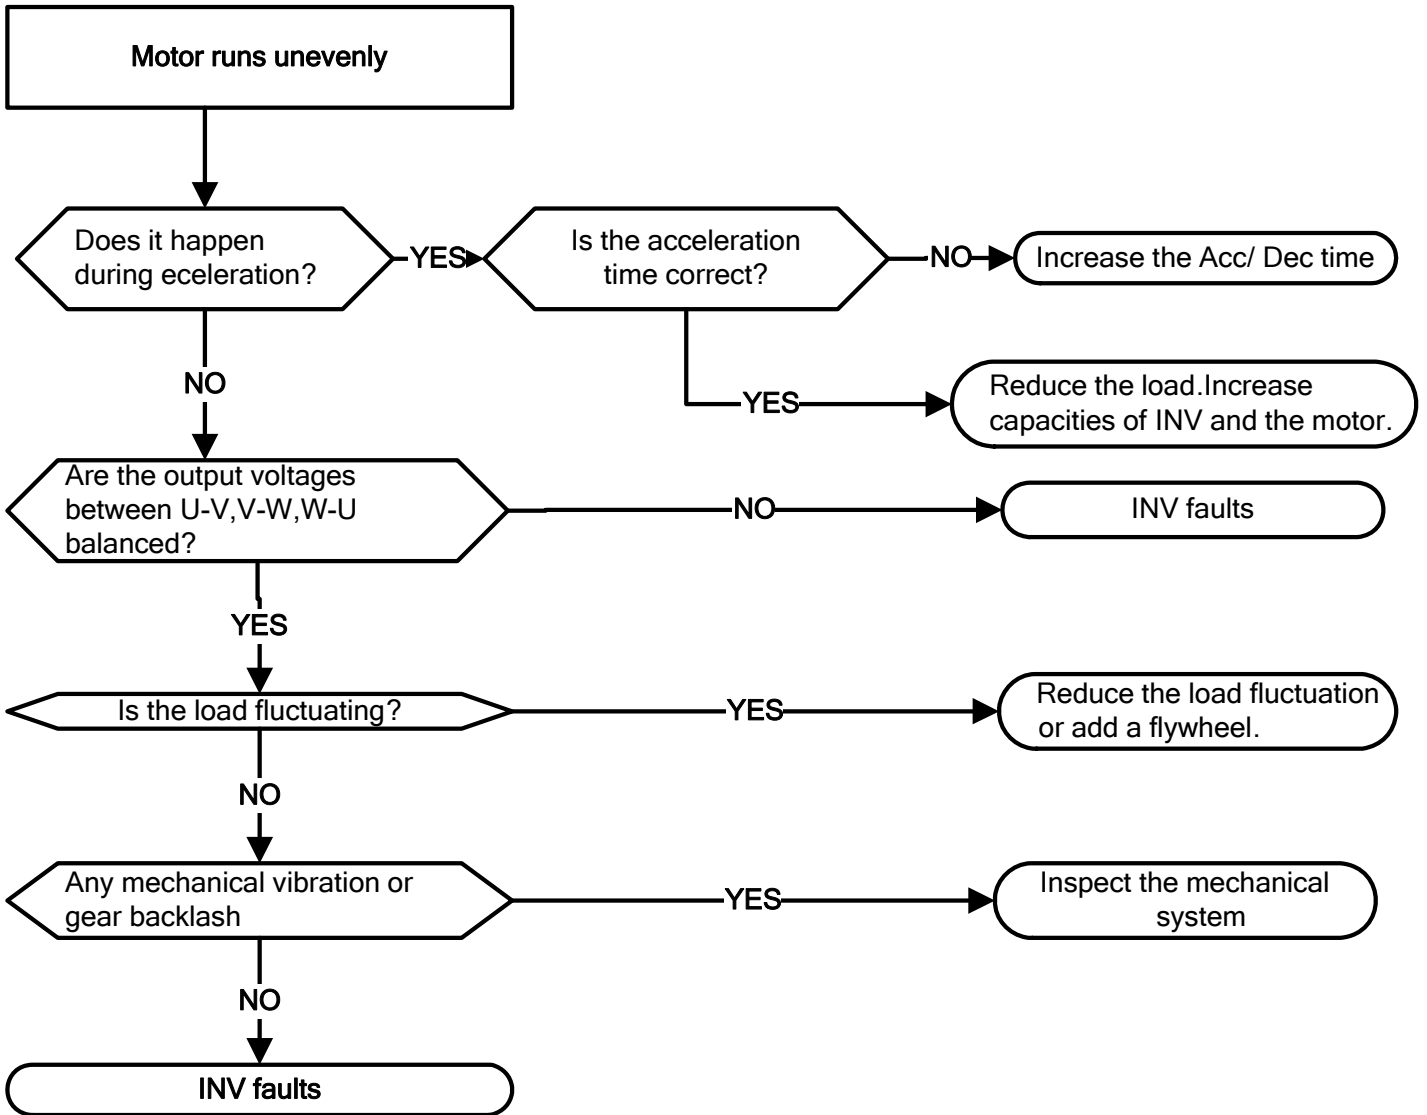 Motor runs unevenly
Does it happen
during eceleration?
YES
Is the acceleration
time correct?
NO
Increase the Acc/ Dec time
NO
YES
Reduce the load.Increase
capacities of INV and the motor.
Are the output voltages
between U-V,V-W,W-U
balanced?
NO
INV faults
YES
Is the load fluctuating?
YES
Reduce the load fluctuation
or add a flywheel.
NO
Any mechanical vibration or
gear backlash
YES
Inspect the mechanical
system
NO
INV faults